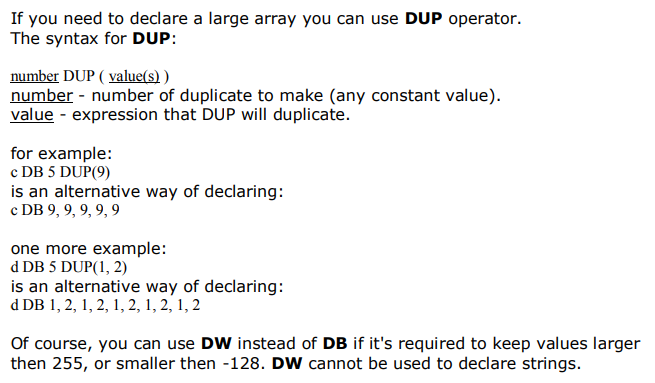 If you need to declare a large array you can use DUP operator.
The syntax for DUP:
number DUP ( value(s) )
number - number of duplicate to make (any constant value).
value - expression that DUP will duplicate.
for example:
c DB 5 DUP(9)
is an alternative way of declaring:
c DB 9, 9, 9, 9, 9
one more example:
d DB 5 DUP(1, 2)
is an alternative way of declaring:
d DB 1, 2, 1, 2, 1, 2, 1, 2, 1, 2
Of course, you can use DW instead of DB if it's required to keep values larger
then 255, or smaller then -128. DW cannot be used to declare strings.